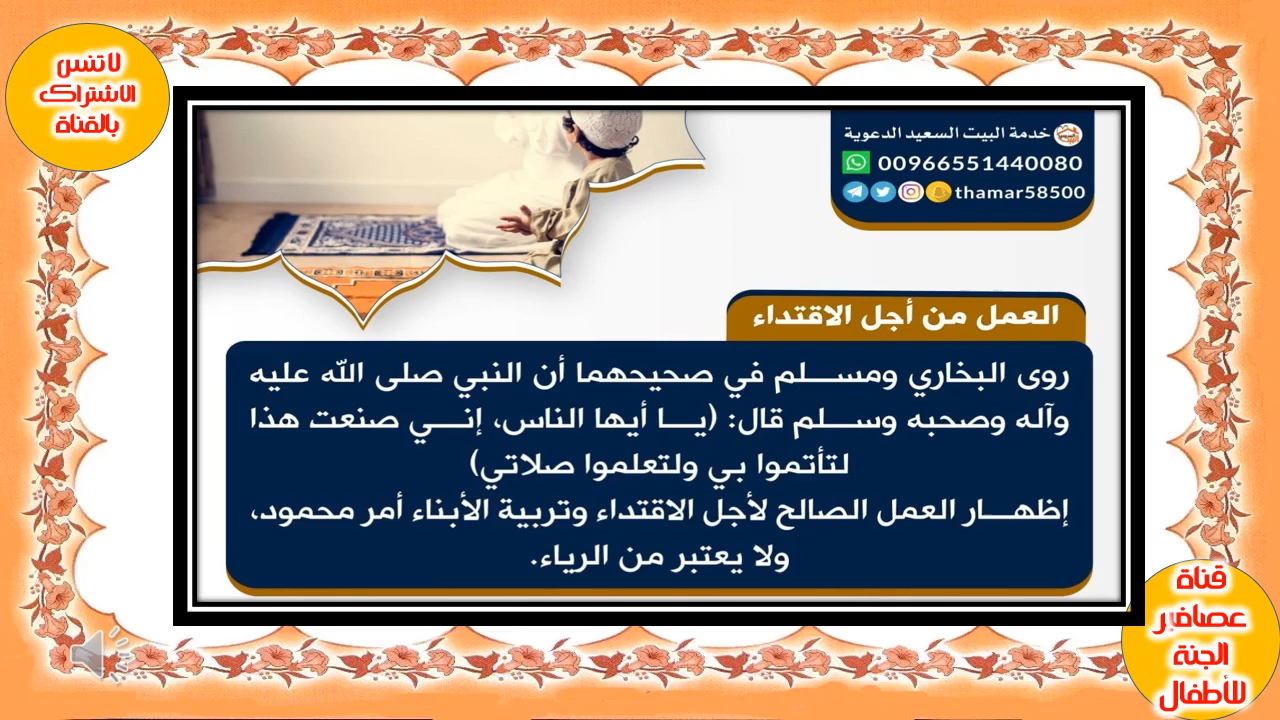 لا تنس
الاشتراك
بالقناة
خدمة البيت السعيد الدعوية
00966551440080
thamar58500
العمل من أجل الاقتداء
روى البخاري ومسلم في صحيحهما أن النبي صلى الله عليه
وآله وصحبه وسلم قال: (يا أيها الناس، إني صنعت هذا
لتأتموا بي ولتعلموا صلاتي)
إظهار العمل الصالح لأجل الاقتداء وتربية الأبناء أمر محمود،
ولا يعتبر من الرياء.
قناة
عصافير
الجنة
للأطفال